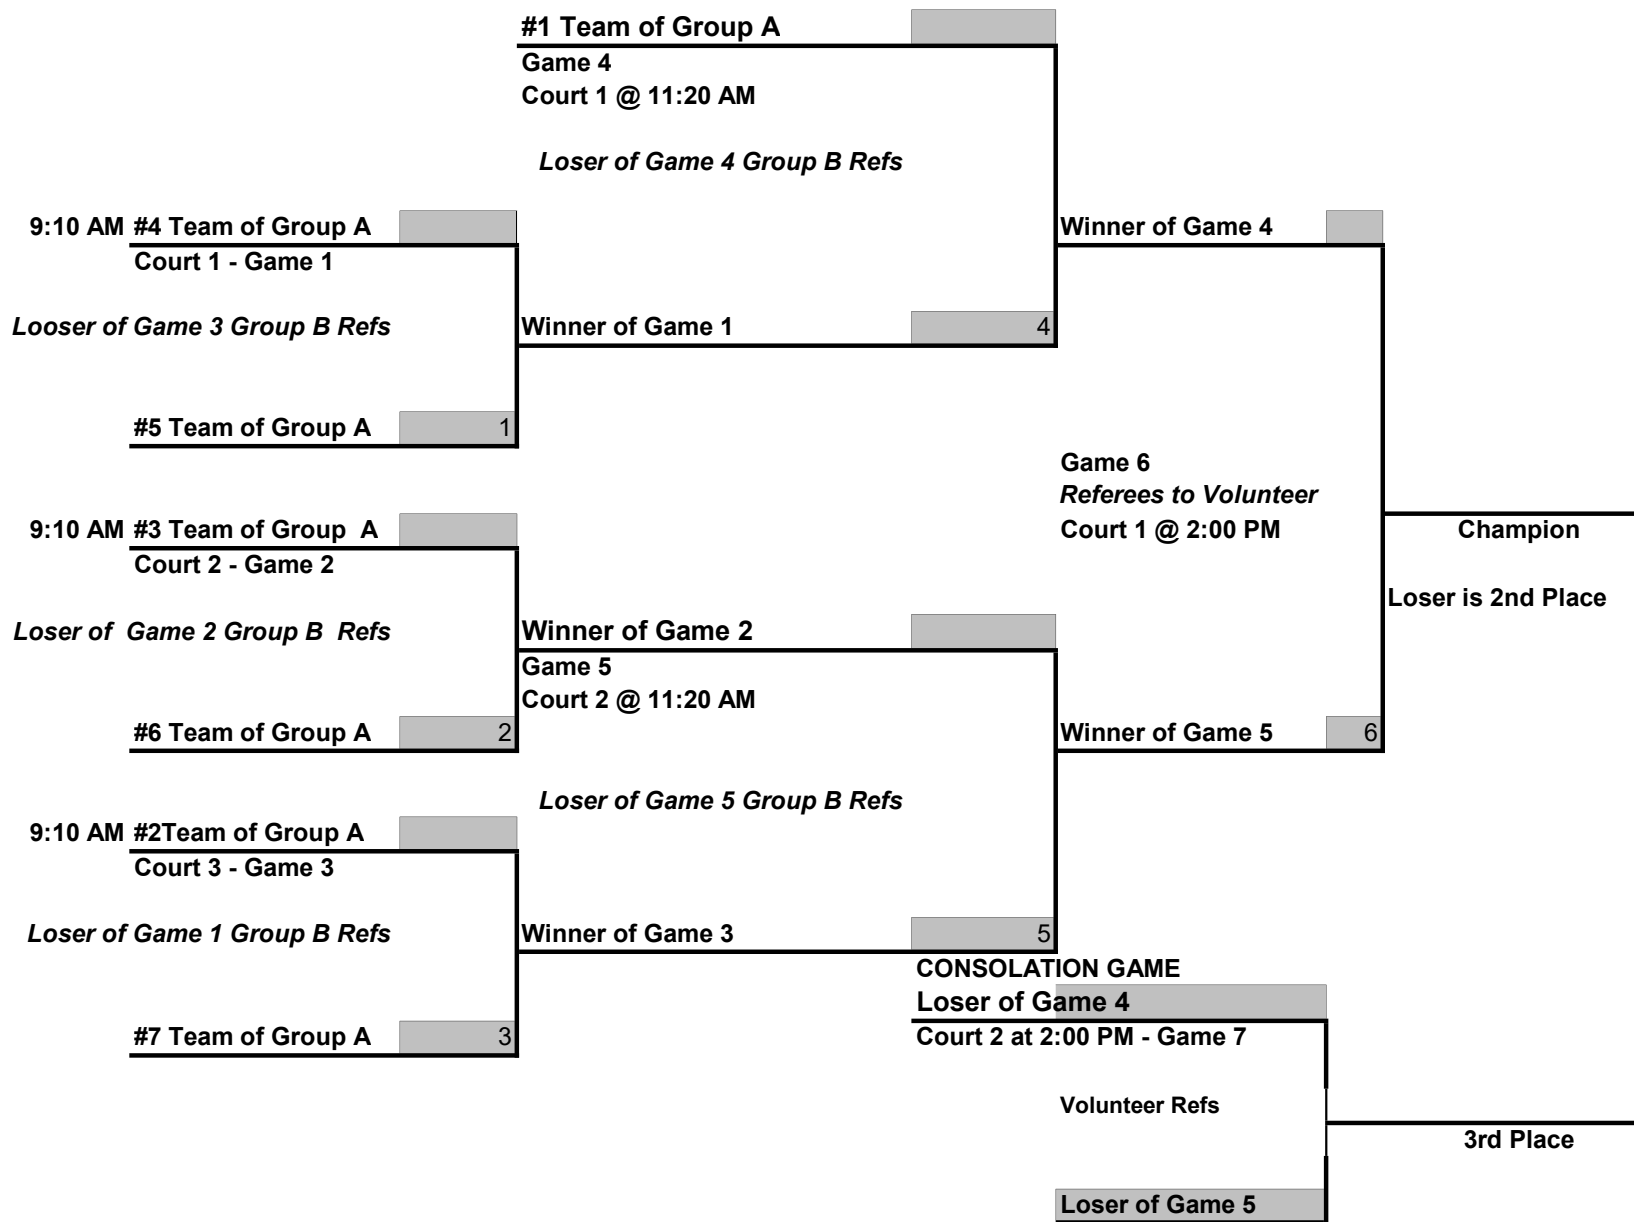 #1 Team of Group A
Game 4
Court 1 @ 11:20 AM
Loser of Game 4 Group B Refs
9:10 AM #4 Team of Group A
Winner of Game 4
Court 1 - Game 1
Looser of Game 3 Group B Refs
Winner of Game 1
4
#5 Team of Group A
1
Game 6
Referees to Volunteer
9:10 AM #3 Team of Group  A
Court 1 @ 2:00 PM
Champion
Court 2 - Game 2
Loser is 2nd Place
Loser of  Game 2 Group B  Refs
Winner of Game 2
Game 5
Court 2 @ 11:20 AM
#6 Team of Group A
2
Winner of Game 5
6
Loser of Game 5 Group B Refs
9:10 AM #2Team of Group A
Court 3 - Game 3
Loser of Game 1 Group B Refs
Winner of Game 3
5
CONSOLATION GAME
Loser of Game 4
#7 Team of Group A
3
Court 2 at 2:00 PM - Game 7
Volunteer Refs
3rd Place
Loser of Game 5